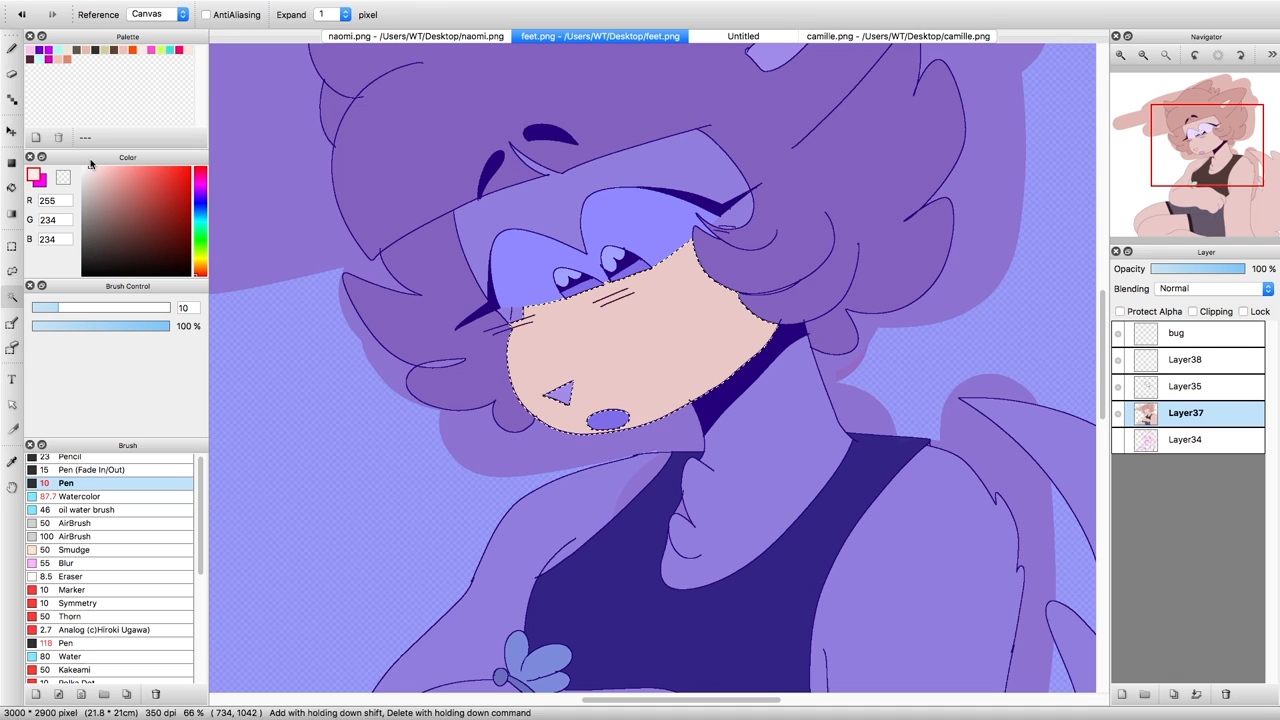 Reference Canvas AntiAliasing Expand 1 pixel
Palette
naomi.png - /Users/WT/Desktop/naomi.png
feet.png - /Users/WT/Desktop/feet.png
Untitled
camille.png - /Users/WT/Desktop/camille.png
Navigator
---
Color
R 255
G 234
B 234
Brush Control
10
100 %
Brush
23 Pencil
15 Pen (Fade In/Out)
10 Pen
87.7 Watercolor
46 oil water brush
50 AirBrush
100 AirBrush
50 Smudge
55 Blur
8.5 Eraser
10 Marker
10 Symmetry
50 Thorn
2.7 Analog (c)Hiroki Ugawa)
118 Pen
80 Water
50 Kakeami
10 Polka Dot
Layer
Opacity 100 %
Blending Normal
Protect Alpha Clipping Lock
bug
Layer38
Layer35
Layer37
Layer34
3000 * 2900 pixel (21.8 * 21cm) 350 dpi 66 % ( 734, 1042 ) Add with holding down shift, Delete with holding down command